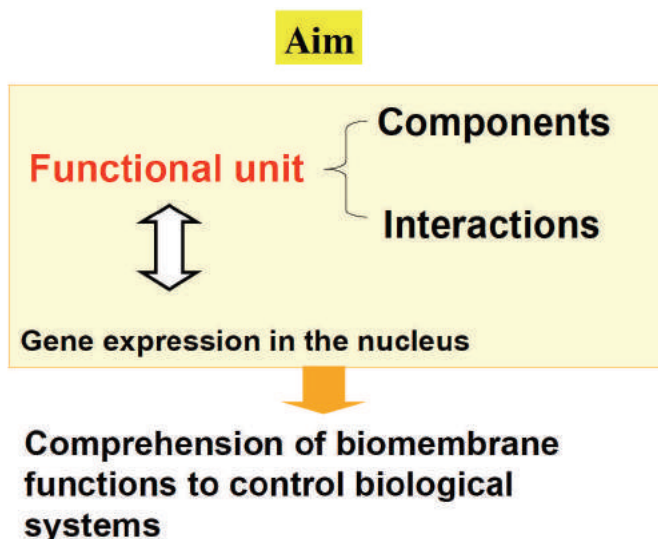 Aim
Components
Functional unit
Interactions
Gene expression in the nucleus
Comprehension of biomembrane
functions to control biological
systems